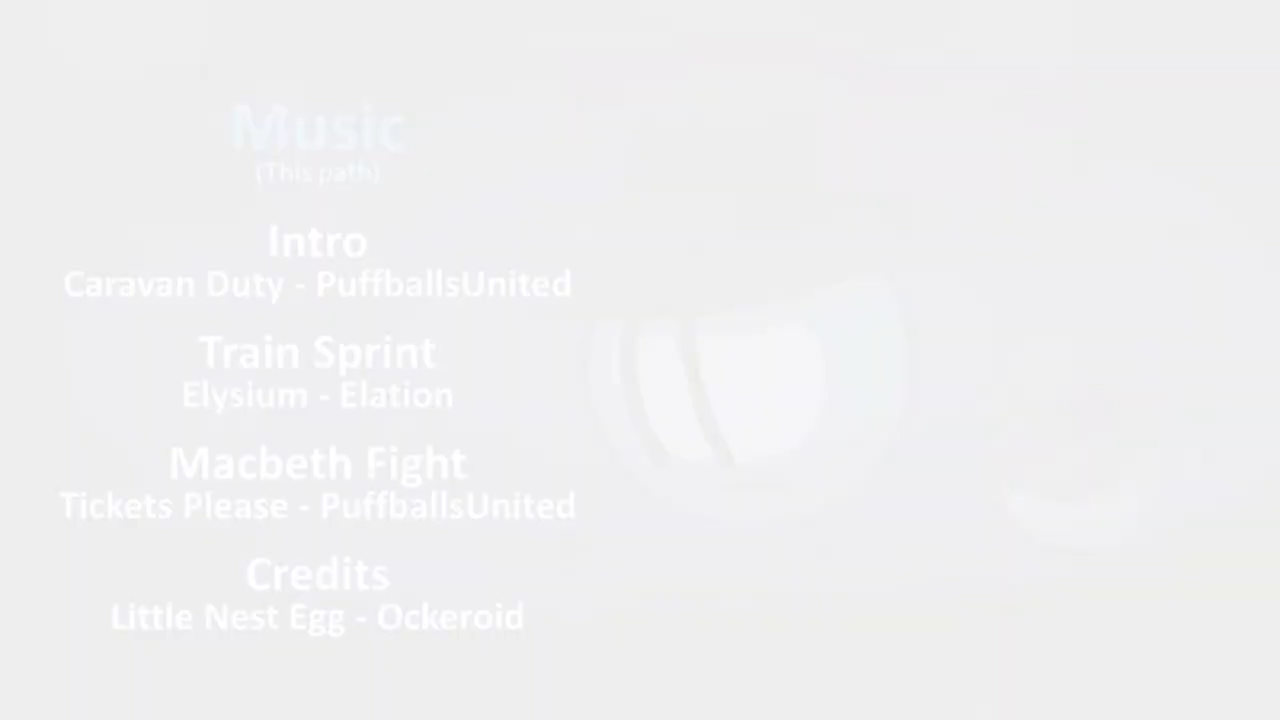 Music
(This path)
Intro
Caravan Duty - PuffballsUnited
Train Sprint
Elysium - Elation
Macbeth Fight
Tickets Please - PuffballsUnited
Credits
Little Nest Egg - Ockeroid